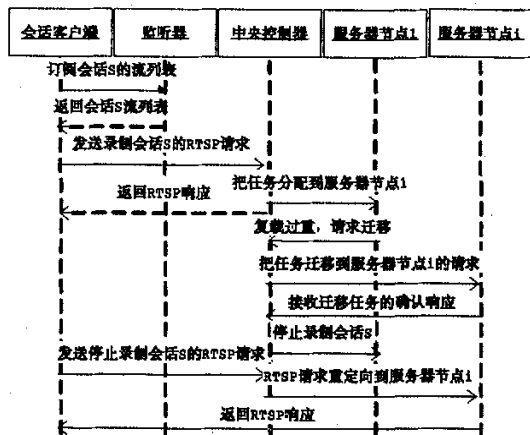 会话客户端
监听器
中央控制器
服务器节点1
服务器节点i
订阅会话S的流列表
返回会话S流列表
发送录制会话S的RTSP请求
把任务分配到服务器节点1
返回RTSP响应
复载过重，请求迁移
把任务迁移到服务器节点i的请求
接收迁移任务的确认响应
停止录制会话S
发送停止录制会话S的RTSP请求
RTSP请求重定向到服务器节点i
返回RTSP响应